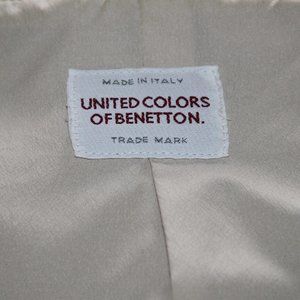 MADE IN ITALY
UNITED COLORS
OF BENETTON.
TRADE MARK